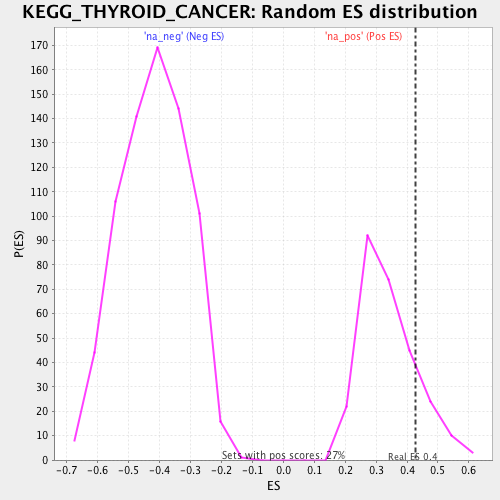 KEGG_THYROID_CANCER: Random ES distribution
'na_neg' (Neg ES) 'na_pos' (Pos ES)
170
160
150
140
130
120
110
100
90
80
70
60
50
40
30
20
10
0
P(ES)
Sets with pos scores: 27%
Real ES 0.4
-0.7 -0.6 -0.5 -0.4 -0.3 -0.2 -0.1 0.0 0.1 0.2 0.3 0.4 0.5 0.6
ES